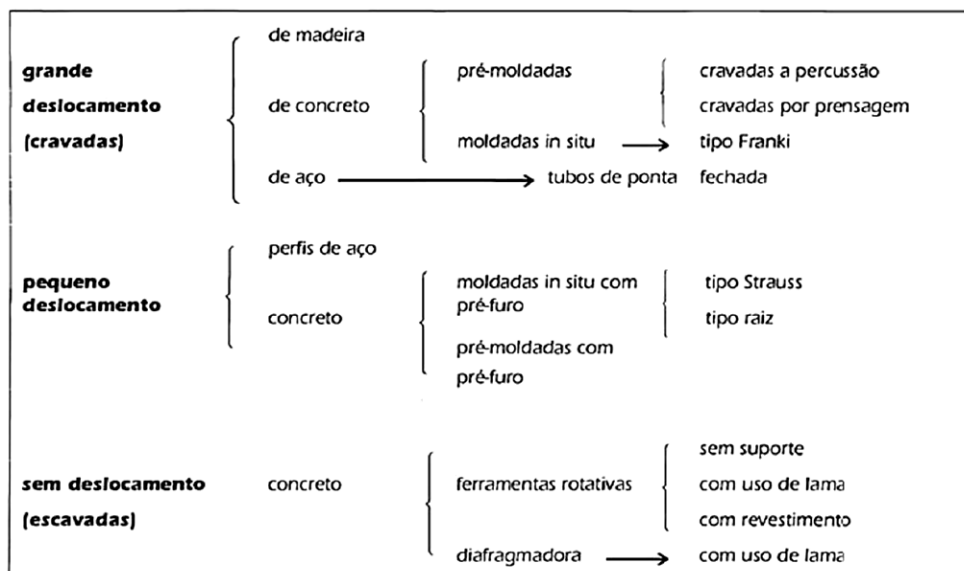 de madeira
grande pré-moldadas cravadas a percussão
deslocamento de concreto cravadas por prensagem
(cravadas) moldadas in situ tipo Franki
de aço tubos de ponta fechada
perfis de aço
pequeno moldadas in situ com tipo Strauss
deslocamento pré-furo
concreto tipo raiz
pré-moldadas com
pré-furo
sem suporte
sem deslocamento concreto ferramentas rotativas com uso de lama
(escavadas) com revestimento
diafragmadora com uso de lama